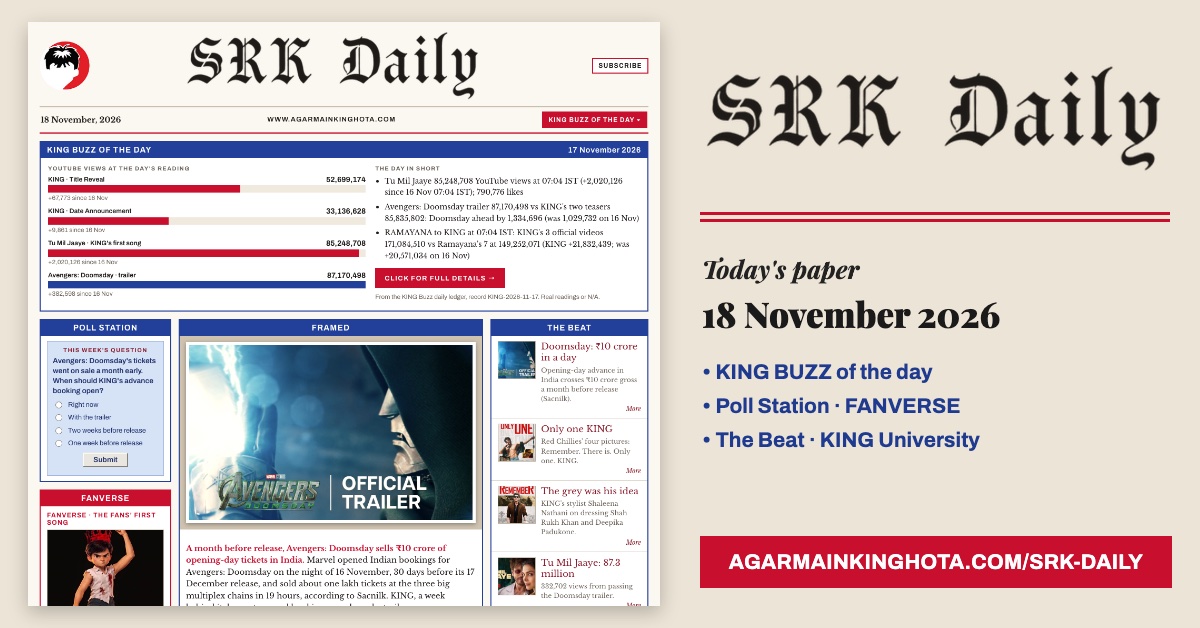 SRK Daily
SUBSCRIBE
18 November, 2026
WWW.AGARMAINKINGHOTA.COM
KING BUZZ OF THE DAY
KING BUZZ OF THE DAY
17 November 2026
YOUTUBE VIEWS AT THE DAY'S READING
KING · Title Reveal
52,699,174
+67,773 since 16 Nov
KING · Date Announcement
33,136,628
+9,861 since 16 Nov
Tu Mil Jaaye · KING's first song
85,248,708
+2,020,126 since 16 Nov
Avengers: Doomsday · trailer
87,170,498
+382,598 since 16 Nov
THE DAY IN SHORT
• Tu Mil Jaaye 85,248,708 YouTube views at 07:04 IST (+2,020,126
since 16 Nov 07:04 IST); 790,776 likes
• Avengers: Doomsday trailer 87,170,498 vs KING's two teasers
85,835,802: Doomsday ahead by 1,334,696 (was 1,029,732 on 16 Nov)
• RAMAYANA to KING at 07:04 IST: KING's 3 official videos
171,084,510 vs Ramayana's 7 at 149,252,071 (KING +21,832,439; was
+20,571,034 on 16 Nov)
CLICK FOR FULL DETAILS →
From the KING Buzz daily ledger, record KING-2026-11-17. Real readings or N/A.
POLL STATION
THIS WEEK'S QUESTION
Avengers: Doomsday's tickets
went on sale a month early.
When should KING's advance
booking open?
Right now
With the trailer
Two weeks before release
One week before release
Submit
FANVERSE
FANVERSE · THE FANS' FIRST
SONG
FRAMED
AVENGERS
OFFICIAL
TRAILER
A month before release, Avengers: Doomsday sells ₹10 crore of
opening-day tickets in India. Marvel opened Indian bookings for
Avengers: Doomsday on the night of 16 November, 30 days before its 17
December release, and sold about one lakh tickets at the three big
multiplex chains in 19 hours, according to Sacnilk. KING, a week
THE BEAT
Doomsday: ₹10 crore
in a day
Opening-day advance in
India crosses ₹10 crore gross
a month before release
(Sacnilk).
More
Only one KING
Red Chillies' four pictures:
Remember. There is. Only
one. KING.
More
REMEMBER
The grey was his idea
KING's stylist Shaleena
Nathani on dressing Shah
Rukh Khan and Deepika
Padukone.
More
Tu Mil Jaaye: 87.3
million
332,702 views from passing
the Doomsday trailer.
SRK Daily
Today's paper
18 November 2026
• KING BUZZ of the day
• Poll Station · FANVERSE
• The Beat · KING University
AGARMAINKINGHOTA.COM/SRK-DAILY